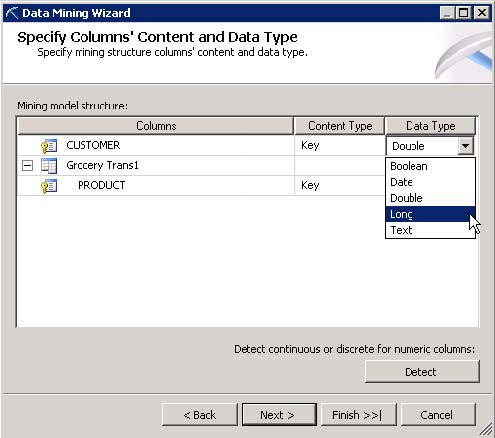 Data Mining Wizard
Specify Columns' Content and Data Type
Specify mining structure columns' content and data type.
Mining model structure:
Columns Content Type Data Type
CUSTOMER Key Double
Grccery Trans1
PRODUCT Key
Boolean
Date
Double
Long
Text
Detect continuous or discrete for numeric columns:
Detect
< Back Next > Finish >>| Cancel